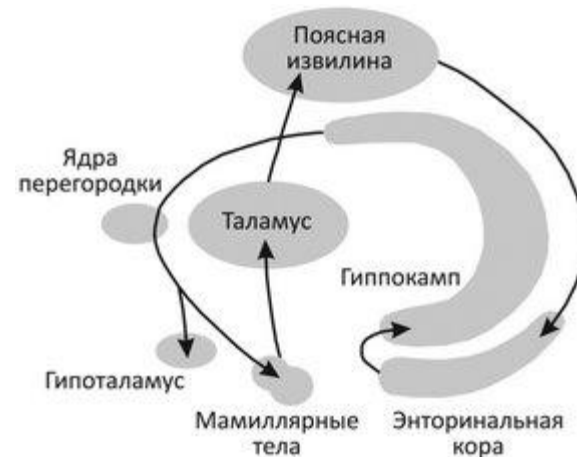 Поясная
извилина
Ядра
перегородки
Таламус
Гиппокамп
Гипоталамус
Мамиллярные
тела
Энторинальная
кора